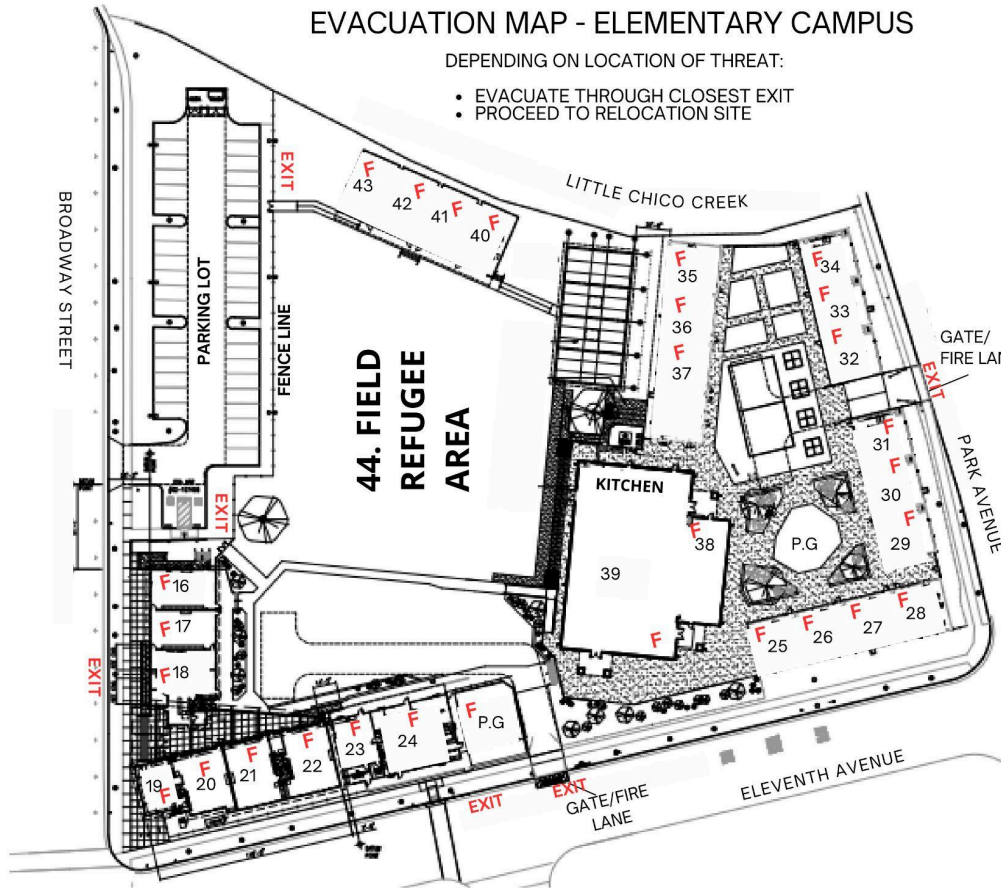 EVACUATION MAP - ELEMENTARY CAMPUS
DEPENDING ON LOCATION OF THREAT:
• EVACUATE THROUGH CLOSEST EXIT
• PROCEED TO RELOCATION SITE
BROADWAY STREET
PARKING LOT
FENCE LINE
EXIT
F
43
F
42
F
41
F
40
LITTLE CHICO CREEK
44. FIELD
REFUGEE
AREA
F
35
F
36
F
37
F
34
F
33
F
32
GATE/
FIRE LAN
EXIT
PARK AVENUE
F
31
F
30
F
29
KITCHEN
F
38
39
F
P.G
F
25
F
26
F
27
F
28
EXIT
F
16
F
17
F
18
EXIT
19
F
F
20
F
21
F
22
F
23
F
24
F
P.G
EXIT
EXIT
GATE/FIRE
LANE
ELEVENTH AVENUE